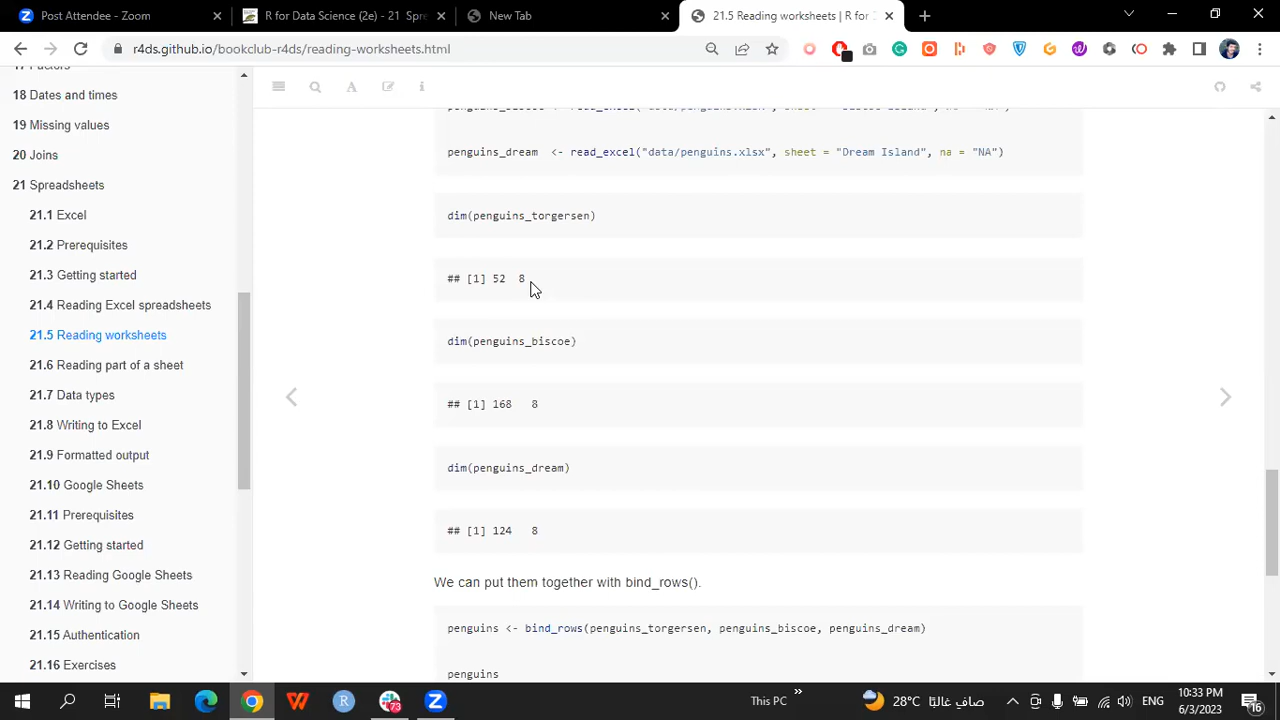 Post Attendee - Zoom
R for Data Science (2e) - 21 Spre
New Tab
21.5 Reading worksheets | R for
r4ds.github.io/bookclub-r4ds/reading-worksheets.html
17 Factors
18 Dates and times
19 Missing values
20 Joins
21 Spreadsheets
21.1 Excel
21.2 Prerequisites
21.3 Getting started
21.4 Reading Excel spreadsheets
21.5 Reading worksheets
21.6 Reading part of a sheet
21.7 Data types
21.8 Writing to Excel
21.9 Formatted output
21.10 Google Sheets
21.11 Prerequisites
21.12 Getting started
21.13 Reading Google Sheets
21.14 Writing to Google Sheets
21.15 Authentication
21.16 Exercises
penguins_dream <- read_excel("data/penguins.xlsx", sheet = "Dream Island", na = "NA")
dim(penguins_torgersen)
## [1] 52 8
dim(penguins_biscoe)
## [1] 168 8
dim(penguins_dream)
## [1] 124 8
We can put them together with bind_rows().
penguins <- bind_rows(penguins_torgersen, penguins_biscoe, penguins_dream)
penguins
73
This PC
28°C صافٍ غالبًا
ENG
10:33 PM
6/3/2023
16